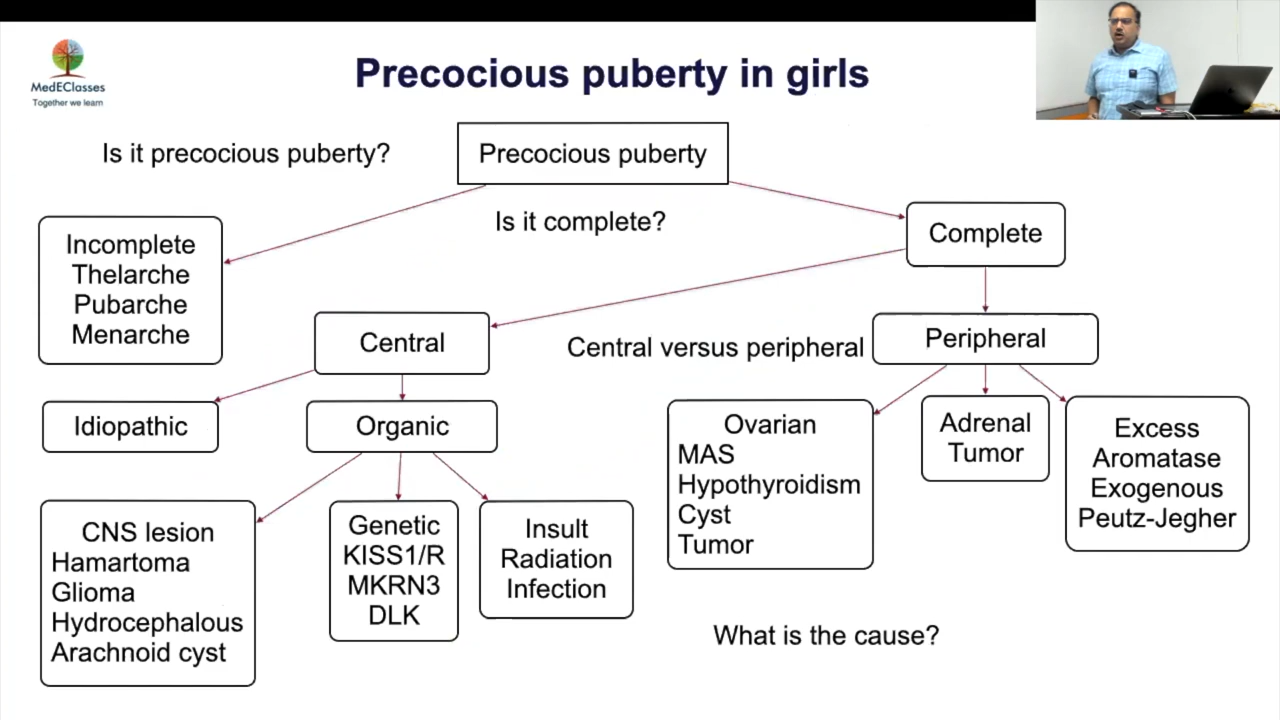 MedEClasses
Together we learn
Precocious puberty in girls
Is it precocious puberty?
Precocious puberty
Is it complete?
Incomplete
Thelarche
Pubarche
Menarche
Complete
Central
Central versus peripheral
Peripheral
Idiopathic
Organic
Ovarian
MAS
Hypothyroidism
Cyst
Tumor
Adrenal
Tumor
Excess
Aromatase
Exogenous
Peutz-Jegher
CNS lesion
Hamartoma
Glioma
Hydrocephalous
Arachnoid cyst
Genetic
KISS1/R
MKRN3
DLK
Insult
Radiation
Infection
What is the cause?